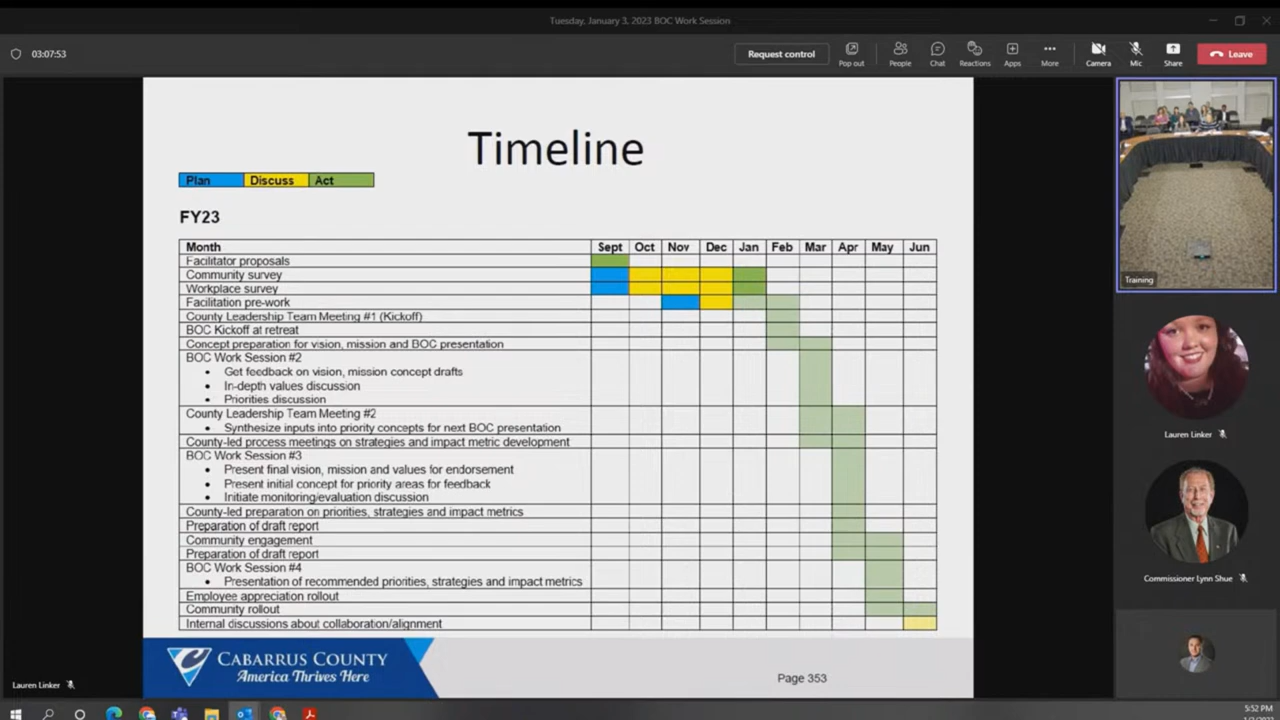 Tuesday, January 3, 2023 BOC Work Session
03:07:53
Request control
Pop out
People
Chat
Reactions
Apps
More
Camera
Mic
Share
Leave
Timeline
Plan Discuss Act
FY23
Month Sept Oct Nov Dec Jan Feb Mar Apr May Jun
Facilitator proposals
Community survey
Workplace survey
Facilitation pre-work
County Leadership Team Meeting #1 (Kickoff)
BOC Kickoff at retreat
Concept preparation for vision, mission and BOC presentation
BOC Work Session #2
• Get feedback on vision, mission concept drafts
• In-depth values discussion
• Priorities discussion
County Leadership Team Meeting #2
• Synthesize inputs into priority concepts for next BOC presentation
County-led process meetings on strategies and impact metric development
BOC Work Session #3
• Present final vision, mission and values for endorsement
• Present initial concept for priority areas for feedback
• Initiate monitoring/evaluation discussion
County-led preparation on priorities, strategies and impact metrics
Preparation of draft report
Community engagement
Preparation of draft report
BOC Work Session #4
• Presentation of recommended priorities, strategies and impact metrics
Employee appreciation rollout
Community rollout
Internal discussions about collaboration/alignment
CABARRUS COUNTY
America Thrives Here
Page 353
Training
Lauren Linker
Commissioner Lynn Shue
Lauren Linker
5:52 PM